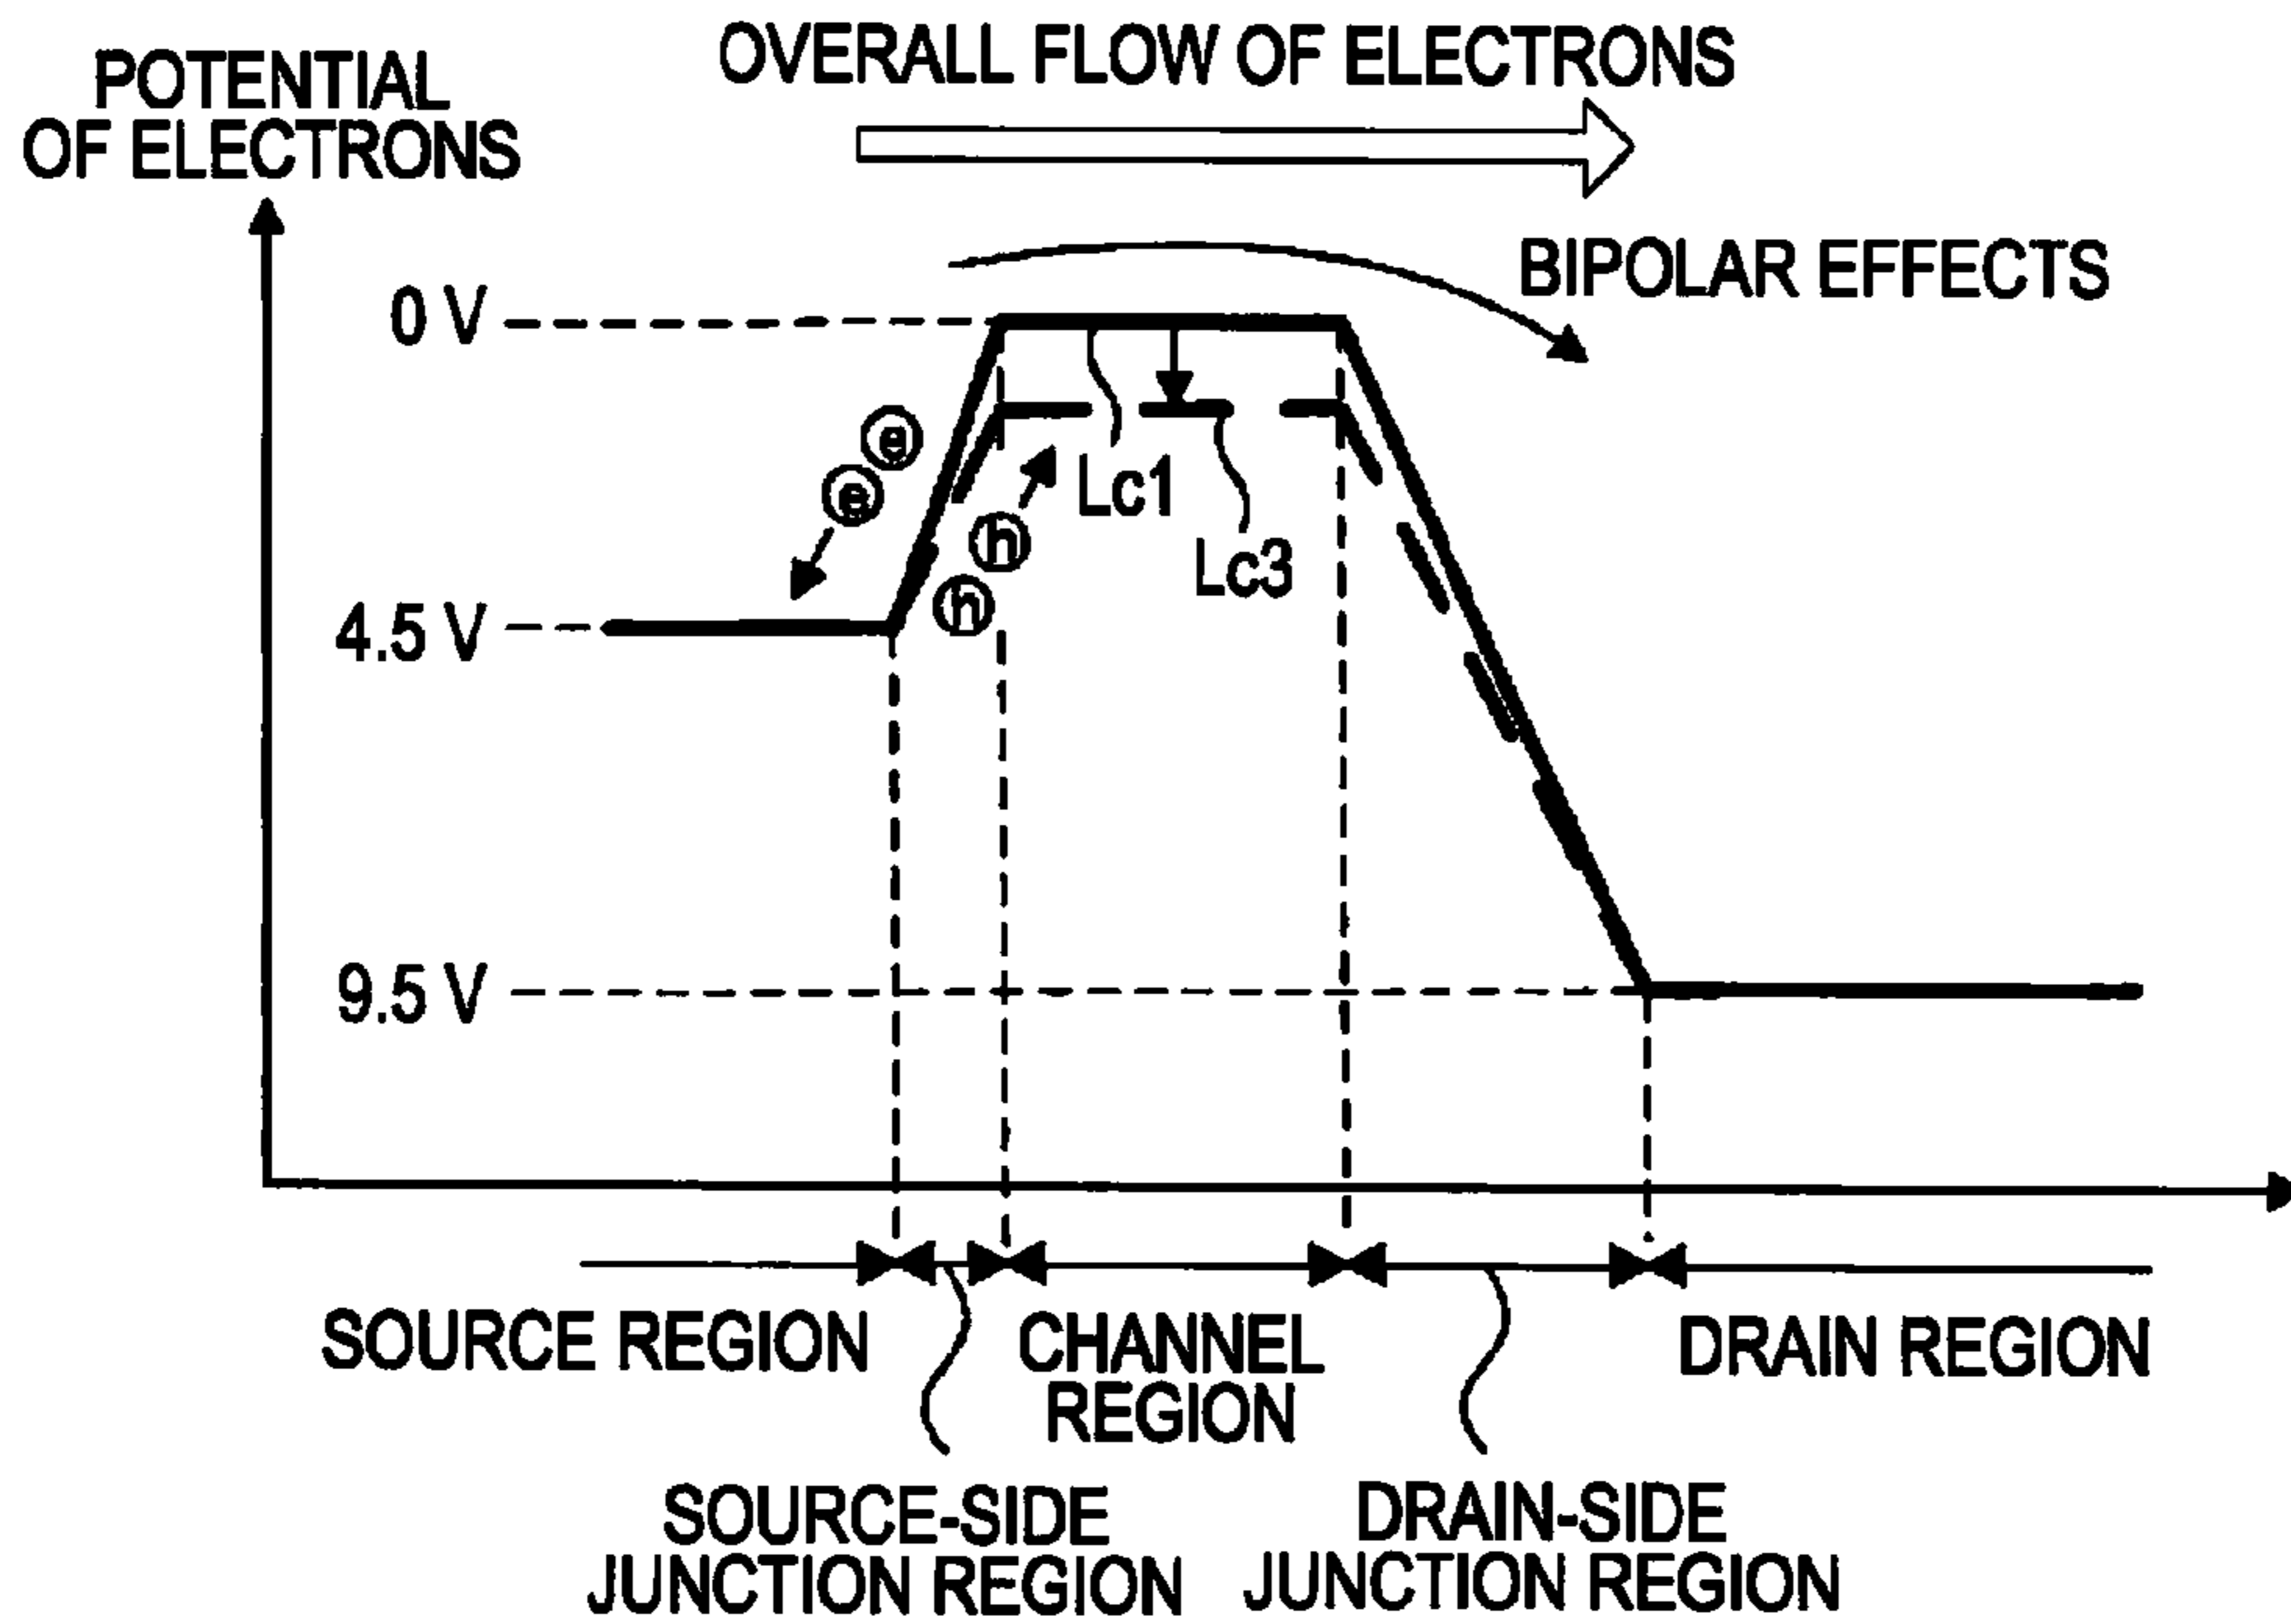 OVERALL FLOW OF ELECTRONS
POTENTIAL
OF ELECTRONS
BIPOLAR EFFECTS
0 V
e
e
Lc1
h
Lc3
h
4.5 V
9.5 V
SOURCE REGION
CHANNEL
REGION
DRAIN REGION
SOURCE-SIDE
JUNCTION REGION
DRAIN-SIDE
JUNCTION REGION